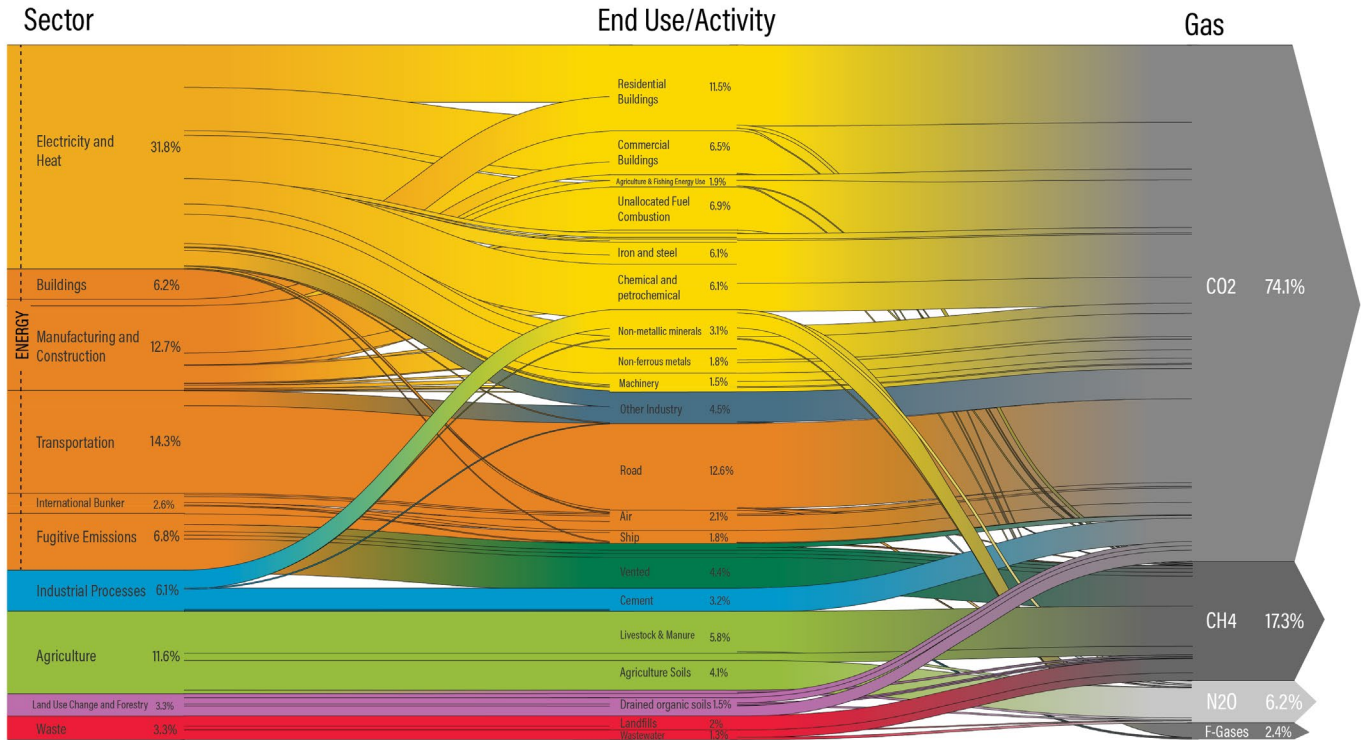 Sector
End Use/Activity
Gas
ENERGY
Electricity and
Heat
31.8%
Buildings 6.2%
Manufacturing and
Construction
12.7%
Transportation 14.3%
International Bunker 2.6%
Fugitive Emissions 6.8%
Industrial Processes 6.1%
Agriculture 11.6%
Land Use Change and Forestry 3.3%
Waste 3.3%
Residential
Buildings
11.5%
Commercial
Buildings
6.5%
Agriculture & Fishing Energy Use 1.9%
Unallocated Fuel
Combustion
6.9%
Iron and steel 6.1%
Chemical and
petrochemical
6.1%
Non-metallic minerals 3.1%
Non-ferrous metals 1.8%
Machinery 1.5%
Other Industry 4.5%
Road 12.6%
Air 2.1%
Ship 1.8%
Vented 4.4%
Cement 3.2%
Livestock & Manure 5.8%
Agriculture Soils 4.1%
Drained organic soils 1.5%
Landfills 2%
Wastewater 1.3%
CO2 74.1%
CH4 17.3%
N2O 6.2%
F-Gases 2.4%